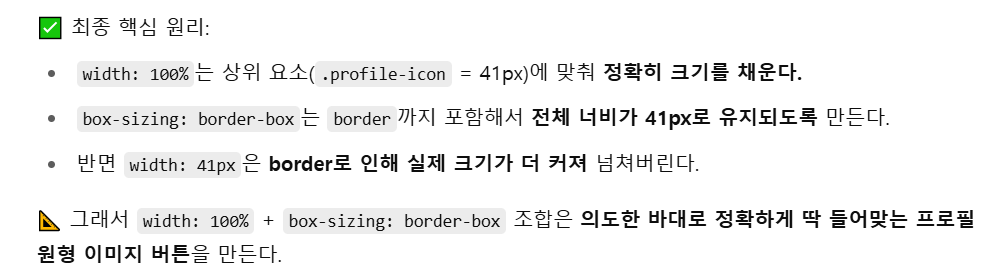 ✅ 최종 핵심 원리:
• width: 100%는 상위 요소( .profile-icon = 41px)에 맞춰 정확히 크기를 채운다.
• box-sizing: border-box는 border까지 포함해서 전체 너비가 41px로 유지되도록 만든다.
• 반면 width: 41px은 border로 인해 실제 크기가 더 커져 넘쳐버린다.
📐 그래서 width: 100% + box-sizing: border-box 조합은 의도한 바대로 정확하게 딱 들어맞는 프로필
원형 이미지 버튼을 만든다.